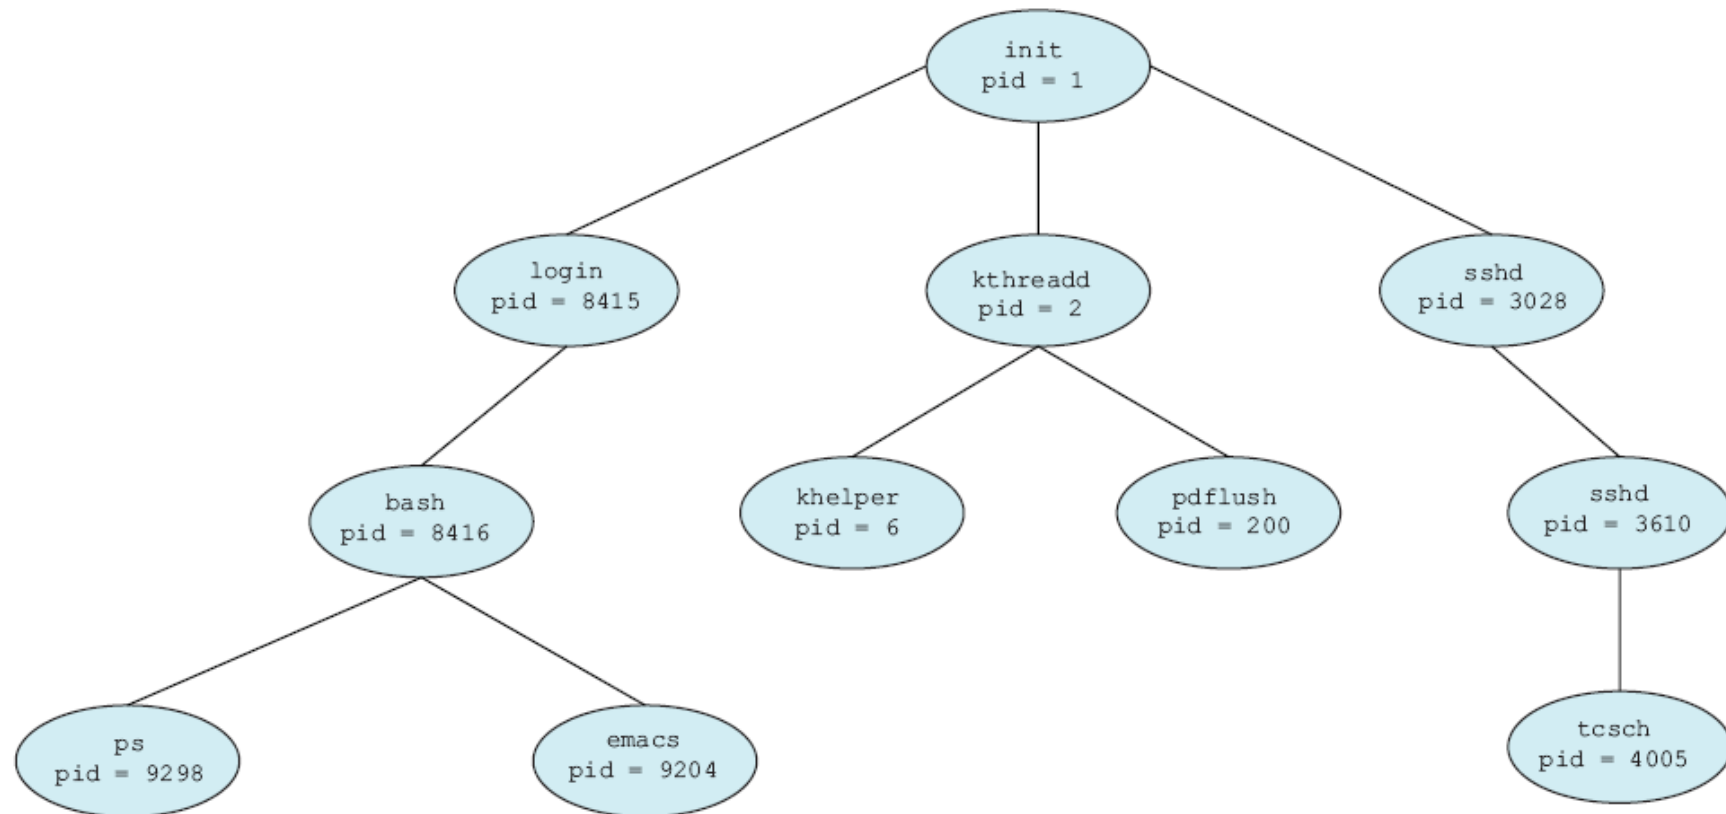 init
pid = 1
login
pid = 8415
kthreadd
pid = 2
sshd
pid = 3028
bash
pid = 8416
khelper
pid = 6
pdflush
pid = 200
sshd
pid = 3610
ps
pid = 9298
emacs
pid = 9204
tcsch
pid = 4005